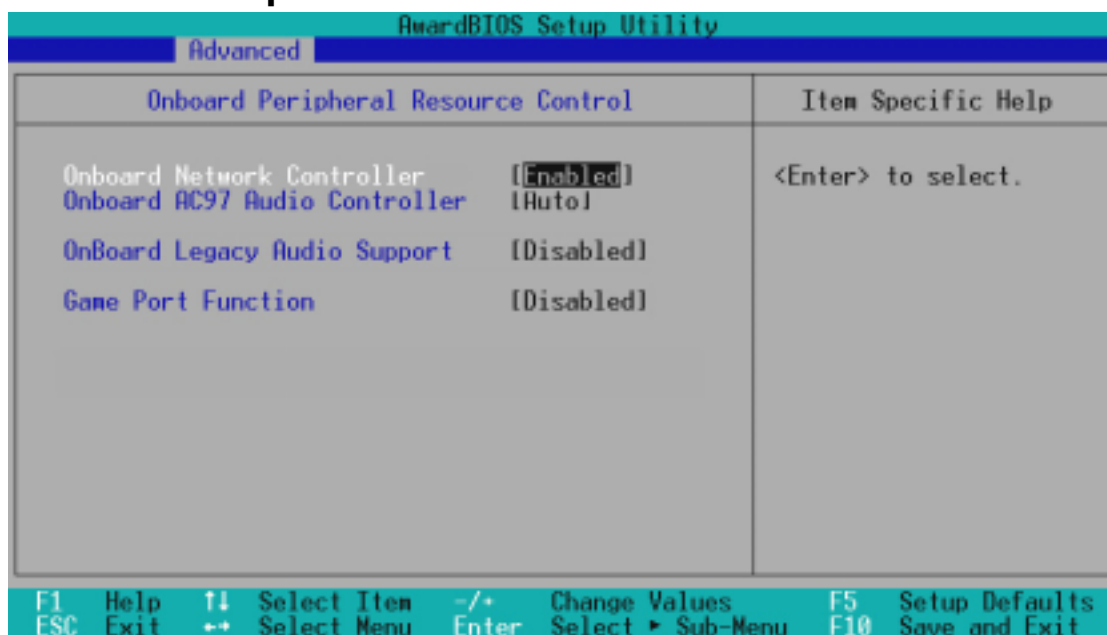 AwardBIOS Setup Utility
Advanced
Onboard Peripheral Resource Control
Item Specific Help
Onboard Network Controller [Enabled]
<Enter> to select.
Onboard AC97 Audio Controller [Auto]
OnBoard Legacy Audio Support [Disabled]
Game Port Function [Disabled]
F1 Help ↑↓ Select Item -/+ Change Values F5 Setup Defaults
ESC Exit ←→ Select Menu Enter Select ► Sub-Menu F10 Save and Exit